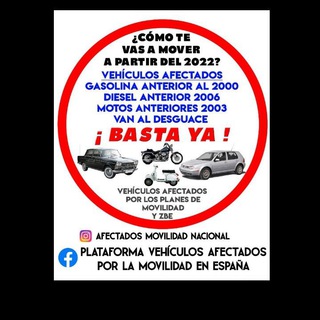 ¿CÓMO TE
VAS A MOVER
A PARTIR DEL 2022?
VEHÍCULOS AFECTADOS
GASOLINA ANTERIOR AL 2000
DIESEL ANTERIOR 2006
MOTOS ANTERIORES 2003
VAN AL DESGUACE
¡ BASTA YA !
VEHÍCULOS AFECTADOS
POR LOS PLANES DE
MOVILIDAD
Y ZBE
AFECTADOS MOVILIDAD NACIONAL
PLATAFORMA VEHÍCULOS AFECTADOS
POR LA MOVILIDAD EN ESPAÑA